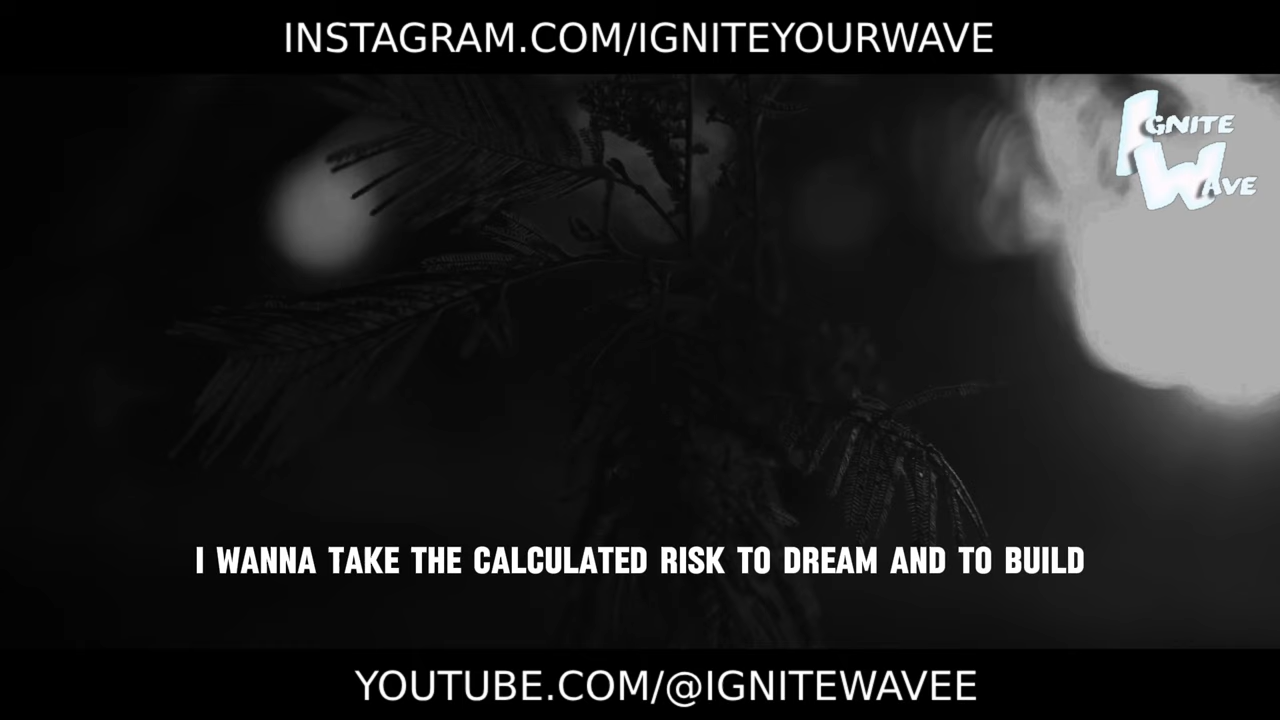 INSTAGRAM.COM/IGNITEYOURWAVE
IGNITE
WAVE
I WANNA TAKE THE CALCULATED RISK TO DREAM AND TO BUILD
YOUTUBE.COM/@IGNITEWAVEE